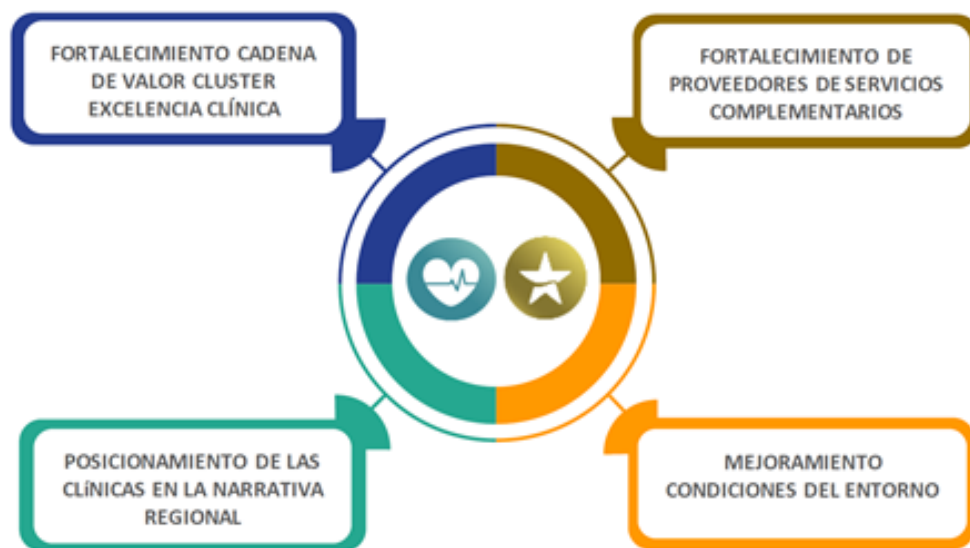 FORTALECIMIENTO CADENA
DE VALOR CLUSTER
EXCELENCIA CLÍNICA
FORTALECIMIENTO DE
PROVEEDORES DE SERVICIOS
COMPLEMENTARIOS
POSICIONAMIENTO DE LAS
CLíNICAS EN LA NARRATIVA
REGIONAL
MEJORAMIENTO
CONDICIONES DEL ENTORNO